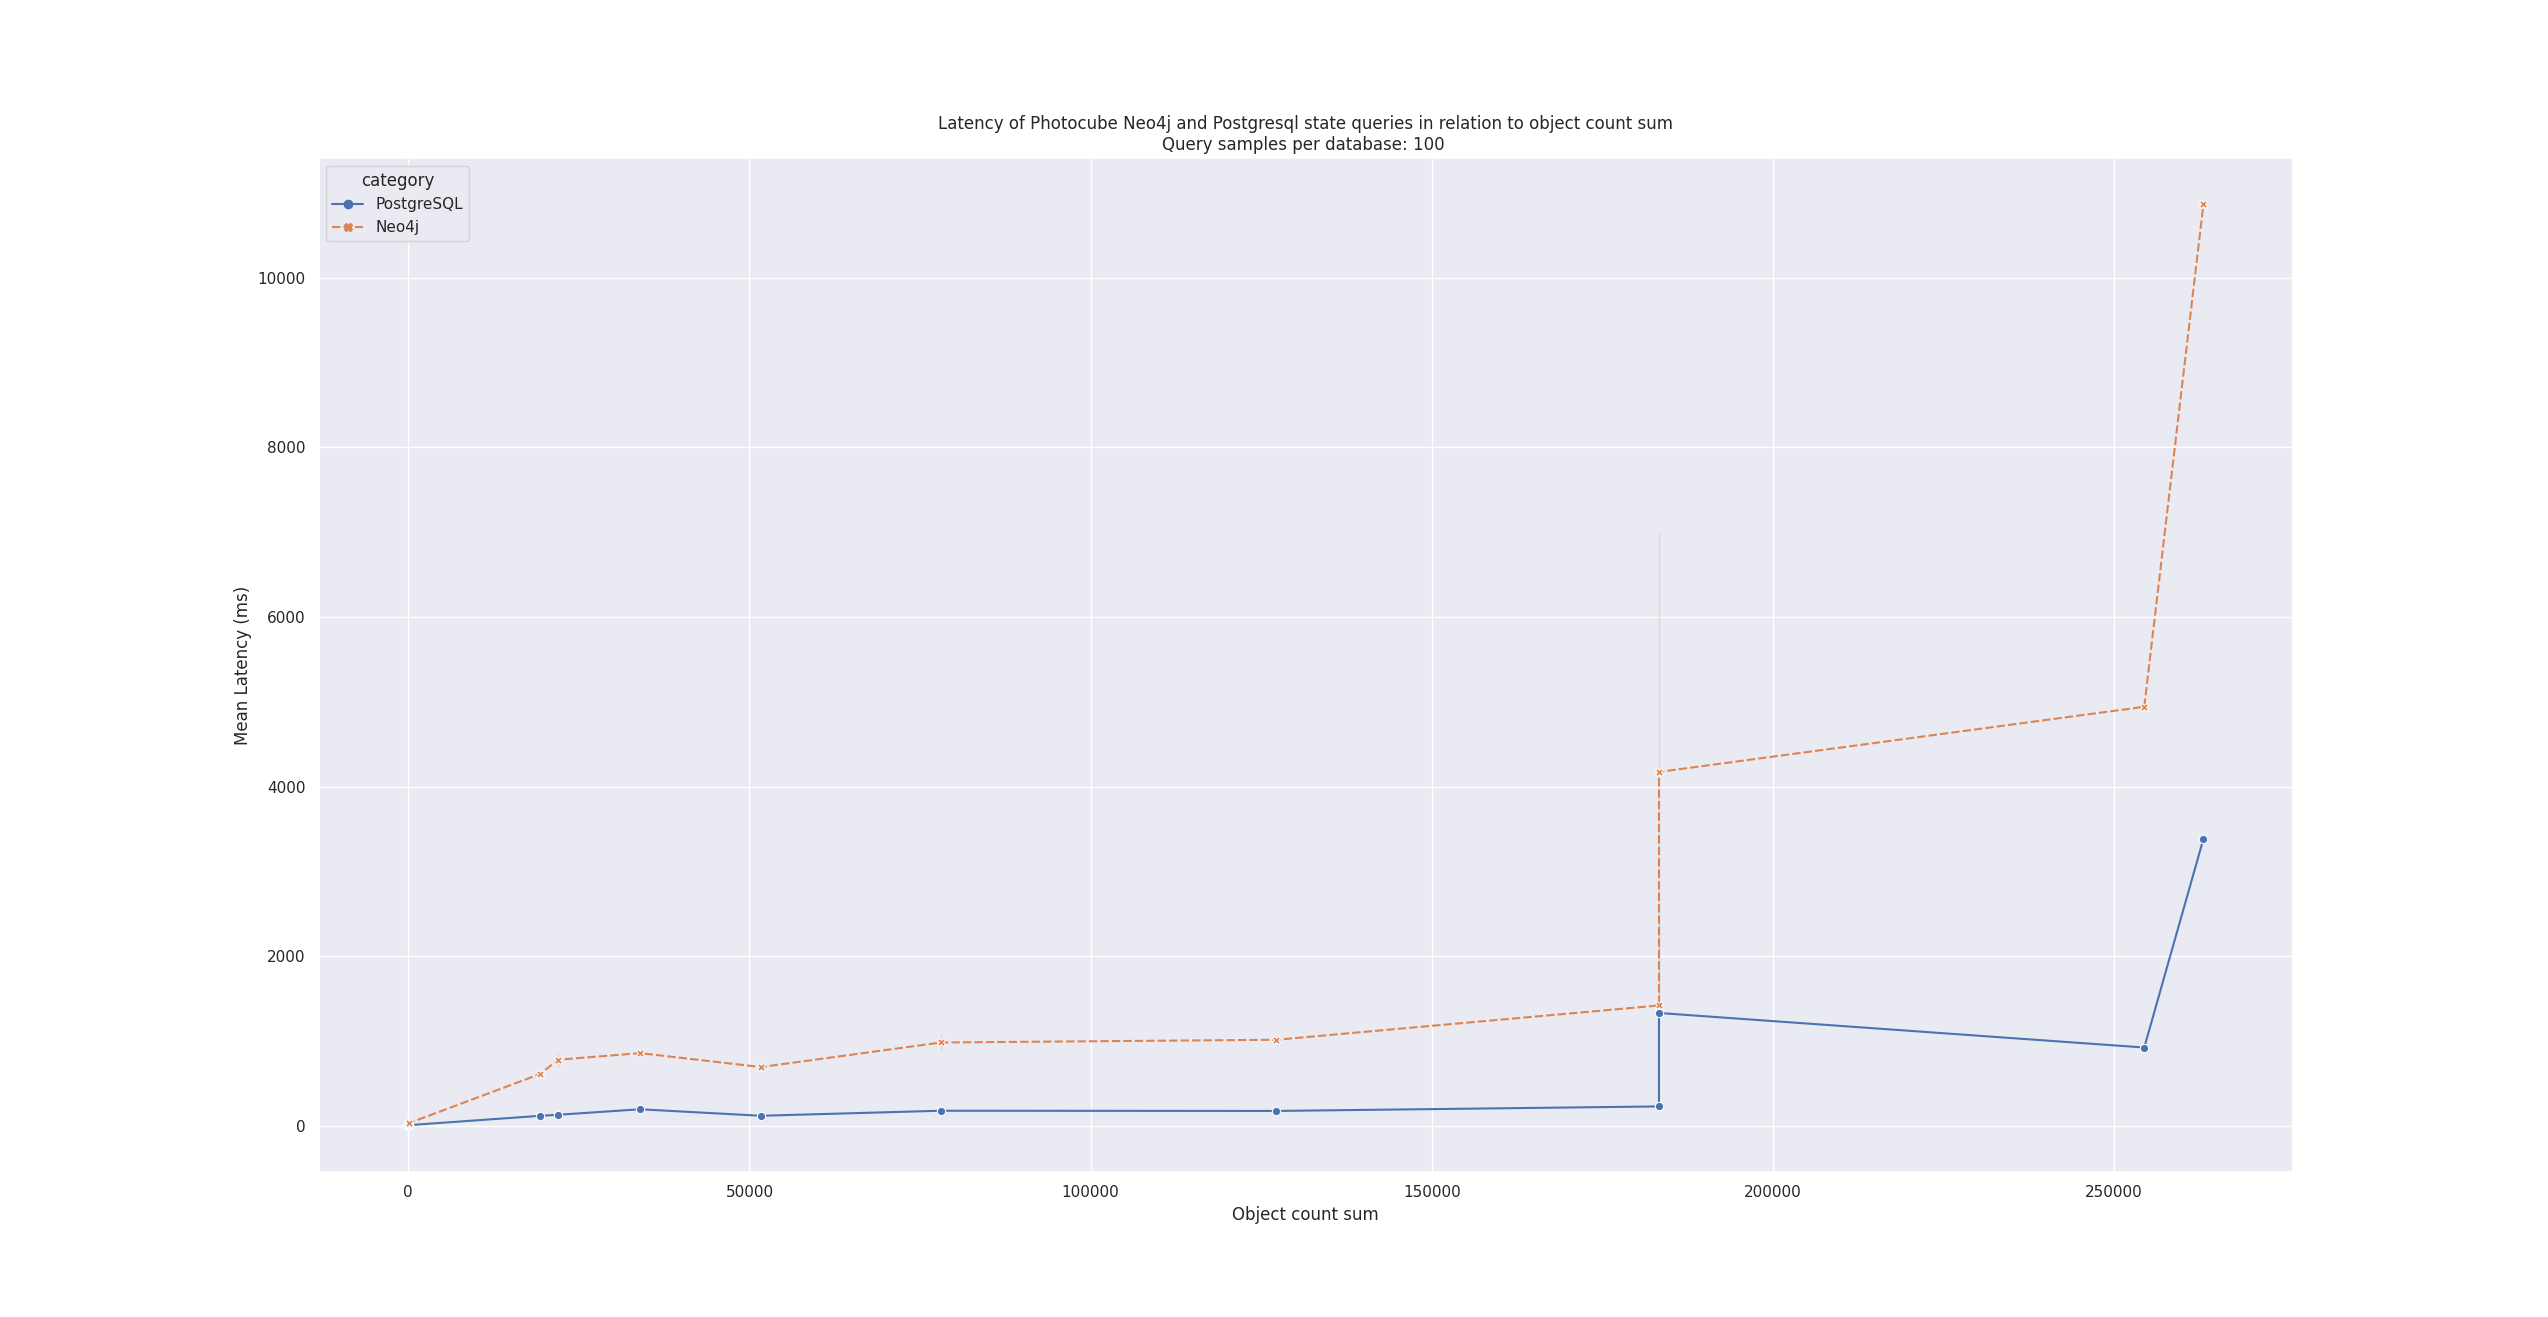 Latency of Photocube Neo4j and Postgresql state queries in relation to object count sum
Query samples per database: 100
category
PostgreSQL
Neo4j
10000
8000
6000
4000
2000
0
Mean Latency (ms)
0
50000
100000
150000
200000
250000
Object count sum